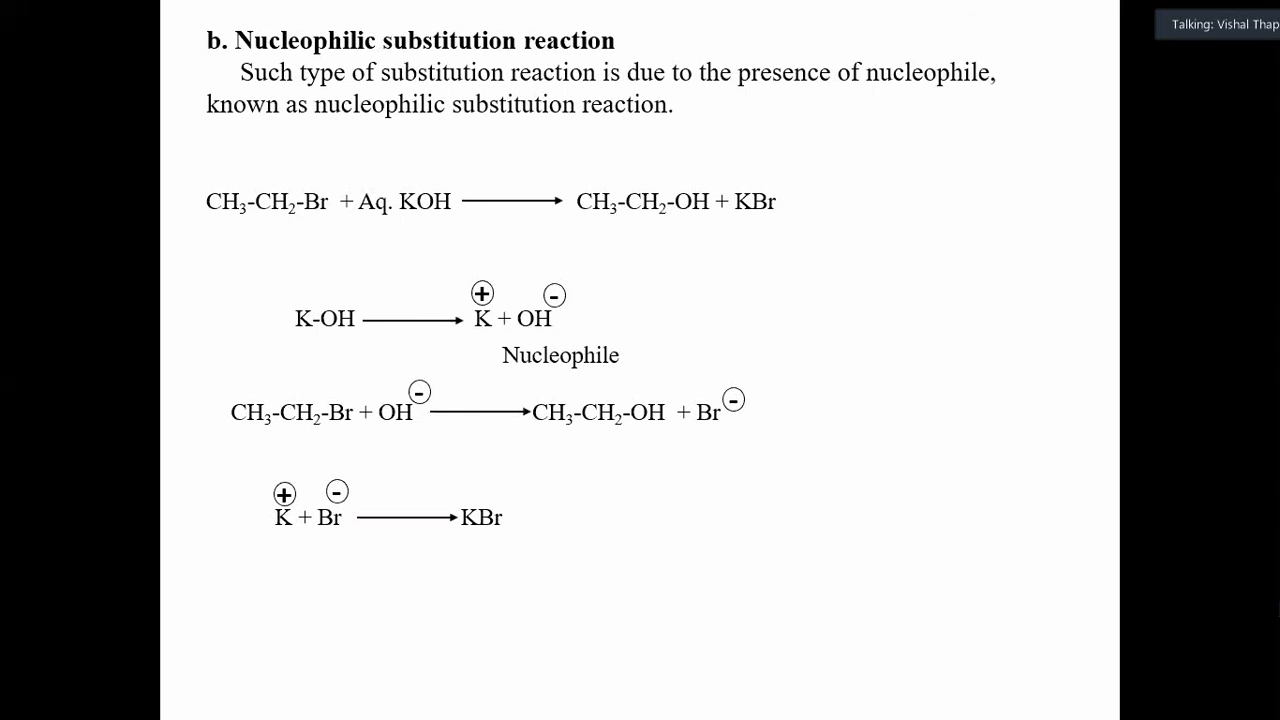 Talking: Vishal Thap
b. Nucleophilic substitution reaction
Such type of substitution reaction is due to the presence of nucleophile,
known as nucleophilic substitution reaction.
CH₃-CH₂-Br + Aq. KOH ⟶ CH₃-CH₂-OH + KBr
⊕ ⊖
K-OH ⟶ K + OH
Nucleophile
⊖ ⊖
CH₃-CH₂-Br + OH ⟶ CH₃-CH₂-OH + Br
⊕ ⊖
K + Br ⟶ KBr